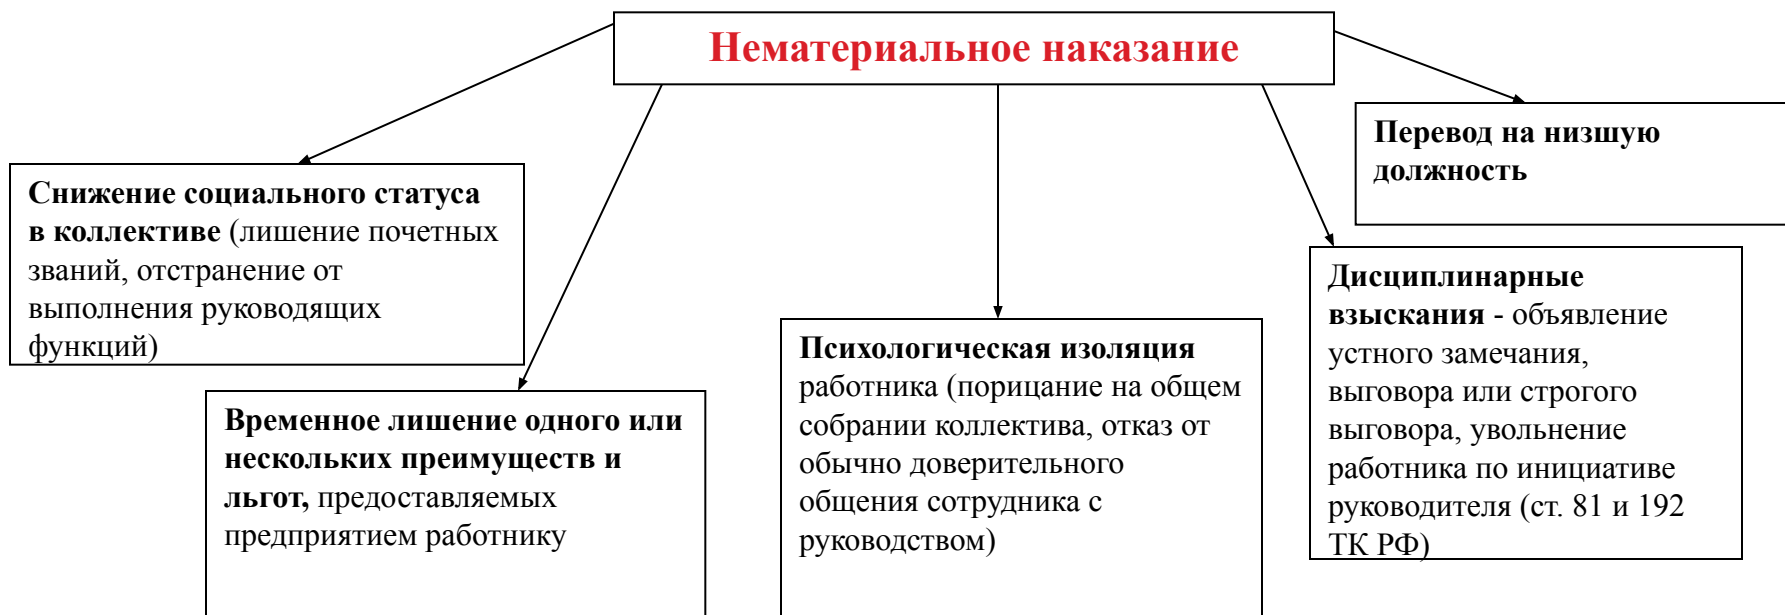 Нематериальное наказание
Снижение социального статуса
в коллективе (лишение почетных
званий, отстранение от
выполнения руководящих
функций)
Временное лишение одного или
нескольких преимуществ и
льгот, предоставляемых
предприятием работнику
Психологическая изоляция
работника (порицание на общем
собрании коллектива, отказ от
обычно доверительного
общения сотрудника с
руководством)
Дисциплинарные
взыскания - объявление
устного замечания,
выговора или строгого
выговора, увольнение
работника по инициативе
руководителя (ст. 81 и 192
ТК РФ)
Перевод на низшую
должность